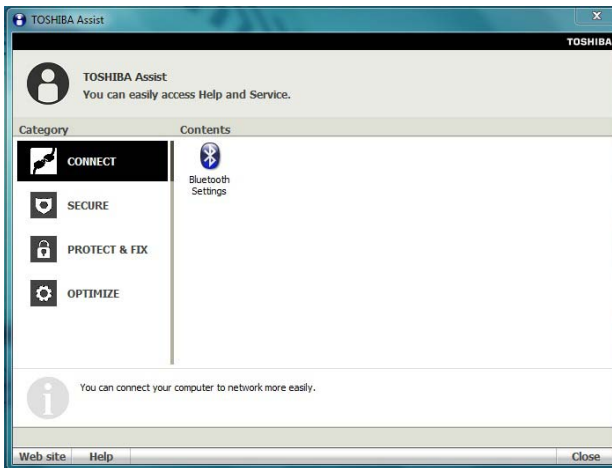 TOSHIBA Assist
TOSHIBA
TOSHIBA Assist
You can easily access Help and Service.
Category
Contents
CONNECT
SECURE
PROTECT & FIX
OPTIMIZE
Bluetooth
Settings
You can connect your computer to network more easily.
Web site
Help
Close